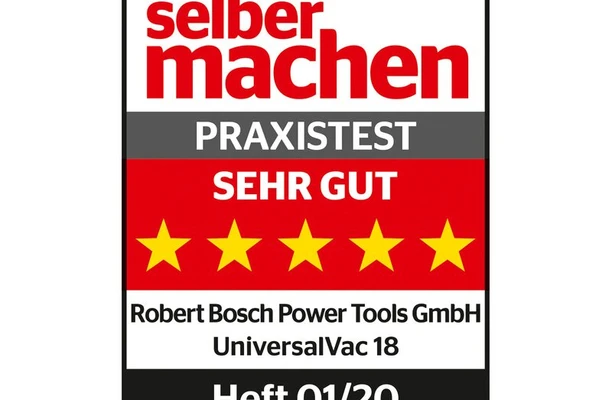 selber
machen
PRAXISTEST
SEHR GUT
Robert Bosch Power Tools GmbH
UniversalVac 18
Heft 01/20